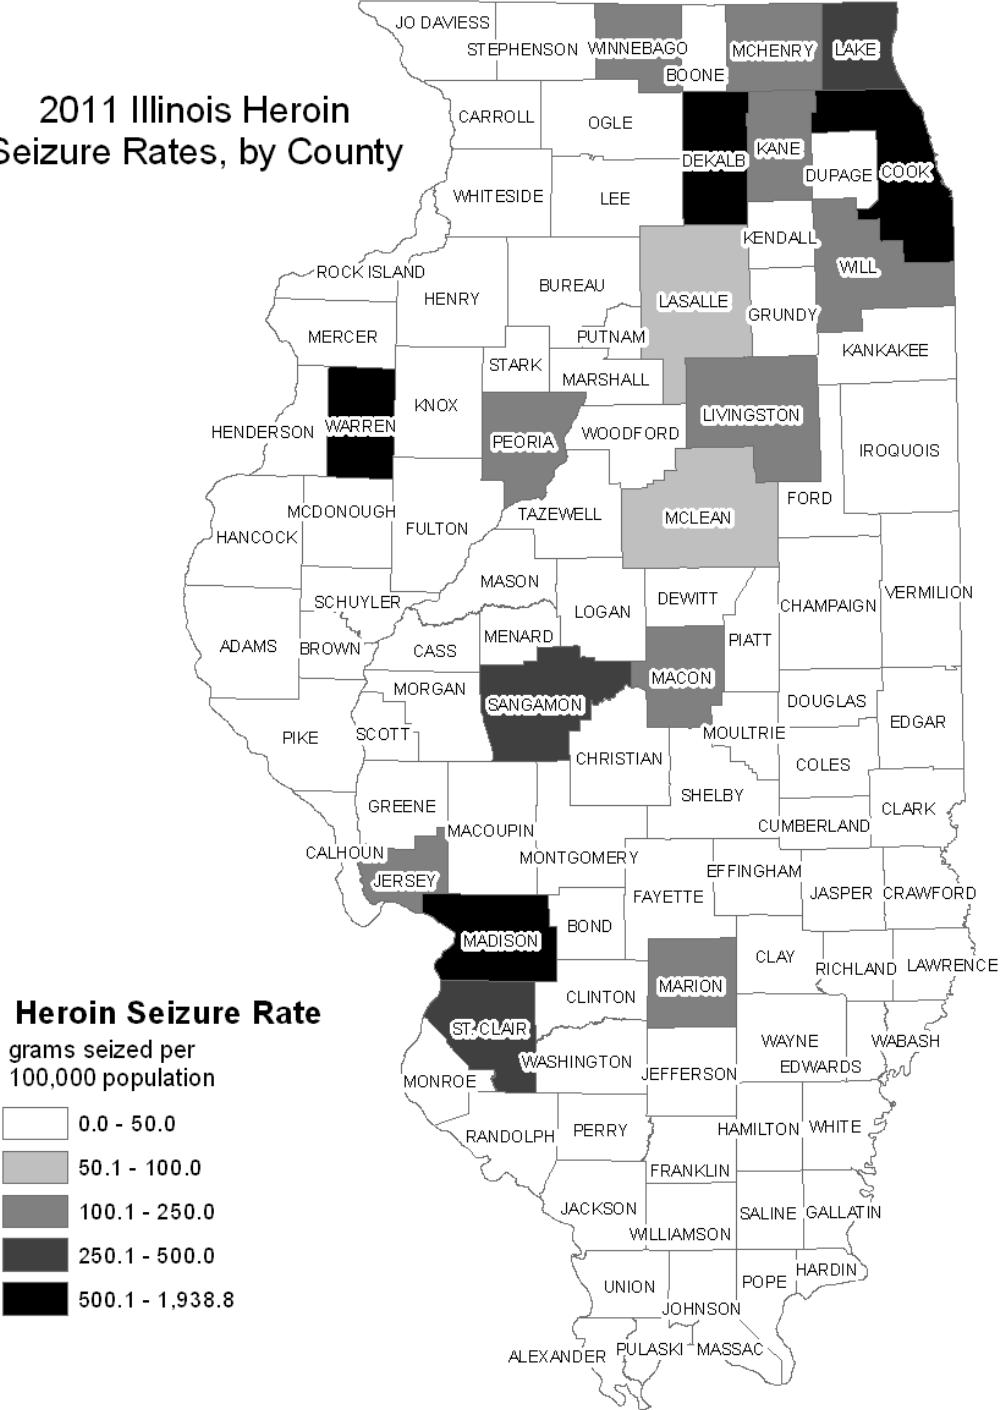 2011 Illinois Heroin
Seizure Rates, by County
JO DAVIESS
STEPHENSON
WINNEBAGO
BOONE
MCHENRY
LAKE
CARROLL
OGLE
DEKALB
KANE
DUPAGE
COOK
WHITESIDE
LEE
KENDALL
WILL
ROCK ISLAND
HENRY
BUREAU
LASALLE
GRUNDY
MERCER
PUTNAM
KANKAKEE
STARK
MARSHALL
HENDERSON
WARREN
KNOX
PEORIA
WOODFORD
LIVINGSTON
IROQUOIS
FORD
MCDONOUGH
HANCOCK
FULTON
TAZEWELL
MCLEAN
MASON
SCHUYLER
LOGAN
DEWITT
CHAMPAIGN
VERMILION
ADAMS
BROWN
CASS
MENARD
PIATT
MORGAN
SANGAMON
MACON
DOUGLAS
EDGAR
PIKE
SCOTT
CHRISTIAN
MOULTRIE
COLES
SHELBY
GREENE
MACOUPIN
CUMBERLAND
CLARK
CALHOUN
JERSEY
MONTGOMERY
FAYETTE
EFFINGHAM
JASPER
CRAWFORD
MADISON
BOND
CLAY
RICHLAND
LAWRENCE
MARION
CLINTON
ST. CLAIR
WASHINGTON
JEFFERSON
WAYNE
EDWARDS
WABASH
MONROE
RANDOLPH
PERRY
HAMILTON
WHITE
FRANKLIN
JACKSON
WILLIAMSON
SALINE
GALLATIN
UNION
JOHNSON
POPE
HARDIN
ALEXANDER
PULASKI
MASSAC
Heroin Seizure Rate
grams seized per
100,000 population
0.0 - 50.0
50.1 - 100.0
100.1 - 250.0
250.1 - 500.0
500.1 - 1,938.8